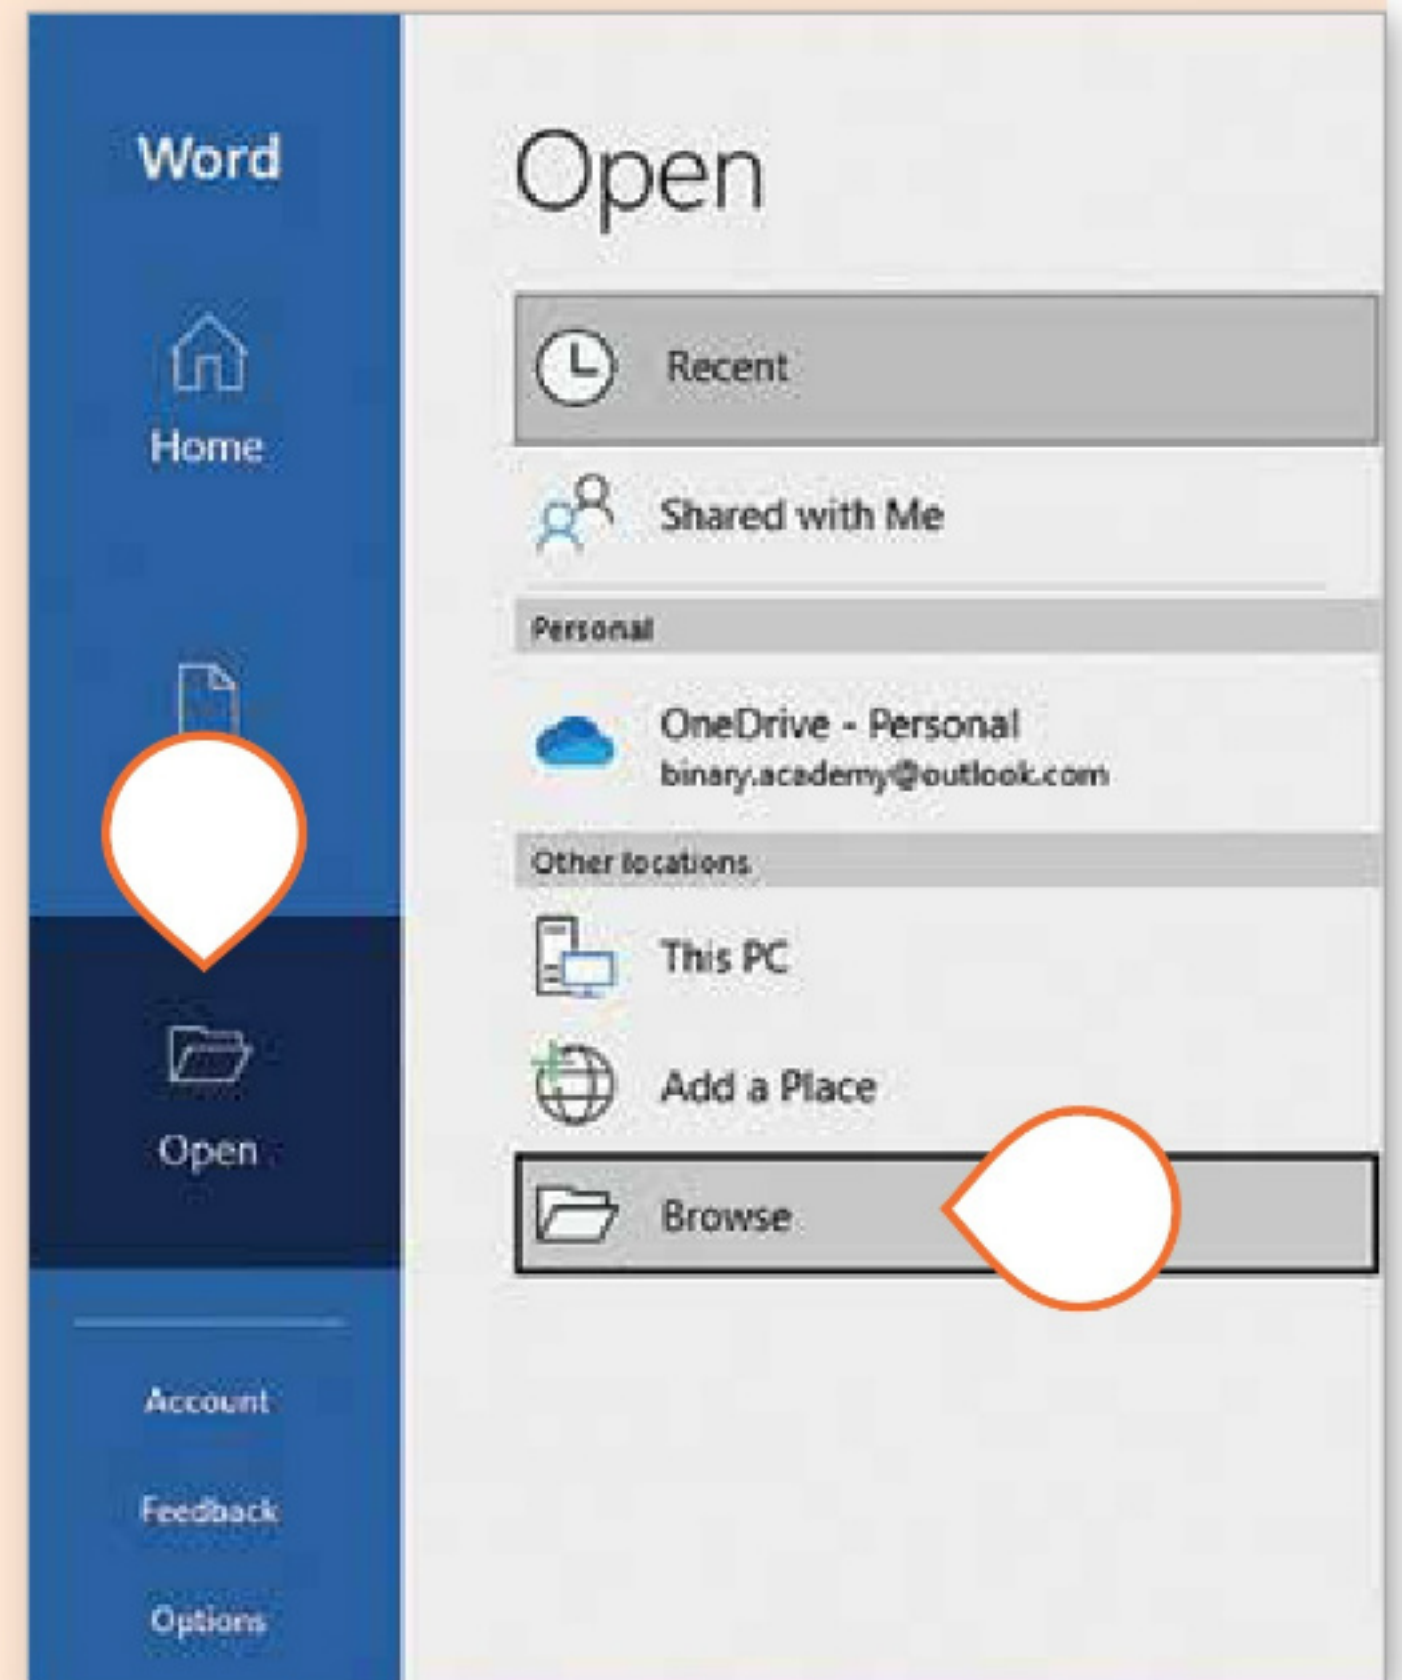 Word
Home
Open
Account
Feedback
Options
Open
Recent
Shared with Me
Personal
OneDrive - Personal
binary.academy@outlook.com
Other locations
This PC
Add a Place
Browse